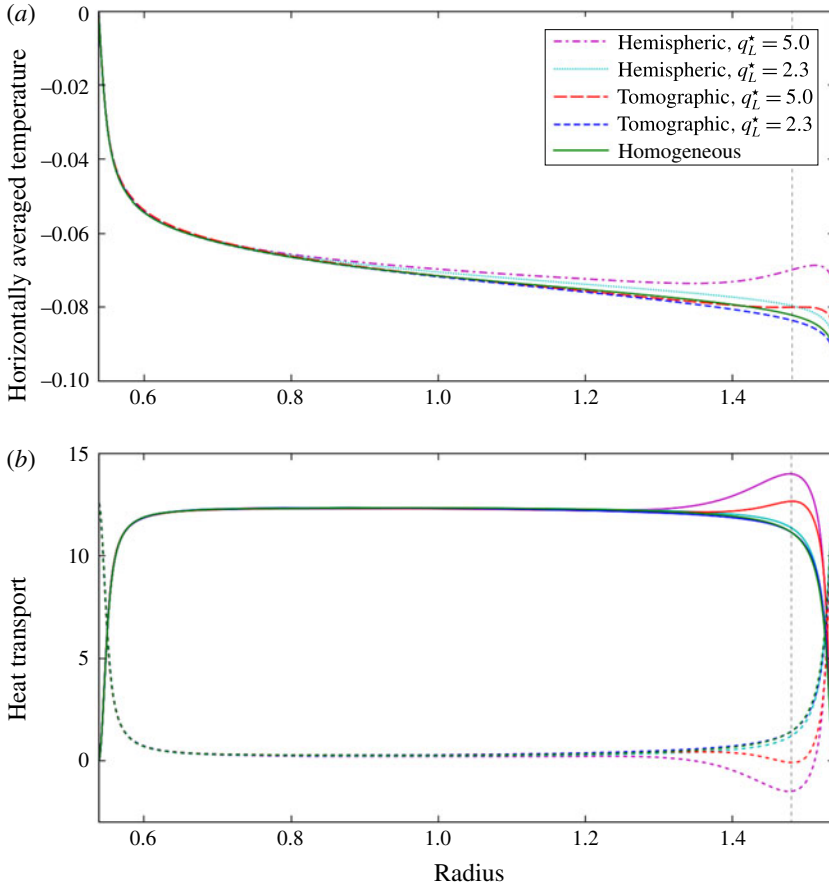 (a)
0
−0.02
−0.04
−0.06
−0.08
−0.10
Horizontally averaged temperature
Hemispheric, q*L = 5.0
Hemispheric, q*L = 2.3
Tomographic, q*L = 5.0
Tomographic, q*L = 2.3
Homogeneous
0.6 0.8 1.0 1.2 1.4
(b)
15
10
5
0
Heat transport
0.6 0.8 1.0 1.2 1.4
Radius